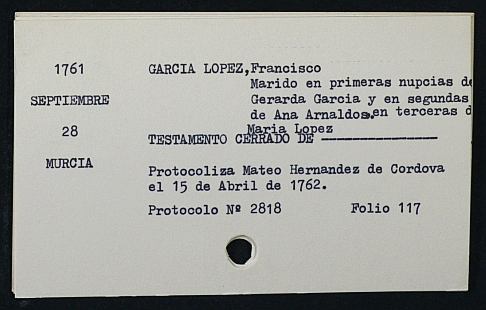 1761
SEPTIEMBRE
28
MURCIA
GARCIA LOPEZ,Francisco
Marido en primeras nupcias de
Gerarda Garcia y en segundas
de Ana Arnaldos,en terceras d
Maria Lopez
TESTAMENTO CERRADO DE ----------------
Protocoliza Mateo Hernandez de Cordova
el 15 de Abril de 1762.
Protocolo Nº 2818 Folio 117